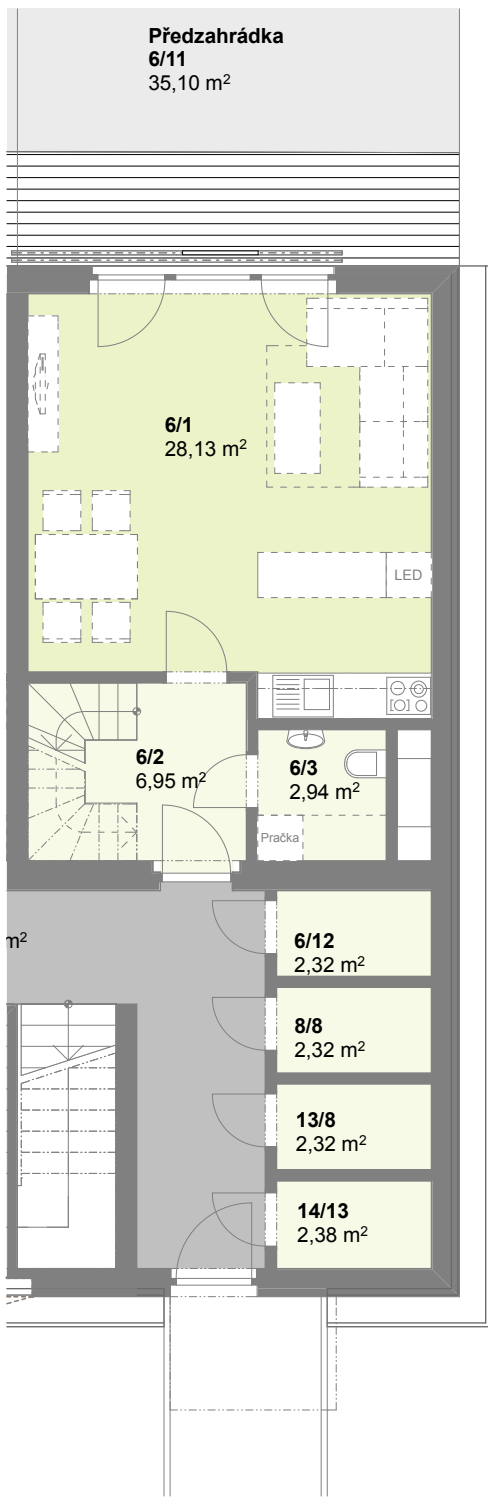 Předzahrádka
6/11
35,10 m²
6/1
28,13 m²
LED
6/2
6,95 m²
6/3
2,94 m²
Pračka
m²
6/12
2,32 m²
8/8
2,32 m²
13/8
2,32 m²
14/13
2,38 m²